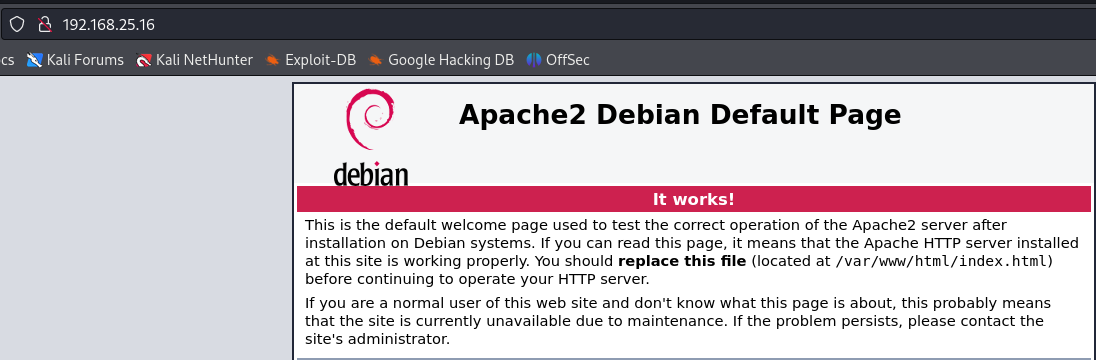 192.168.25.16
cs Kali Forums Kali NetHunter Exploit-DB Google Hacking DB OffSec
Apache2 Debian Default Page
debian
It works!
This is the default welcome page used to test the correct operation of the Apache2 server after
installation on Debian systems. If you can read this page, it means that the Apache HTTP server installed
at this site is working properly. You should replace this file (located at /var/www/html/index.html)
before continuing to operate your HTTP server.
If you are a normal user of this web site and don't know what this page is about, this probably means
that the site is currently unavailable due to maintenance. If the problem persists, please contact the
site's administrator.